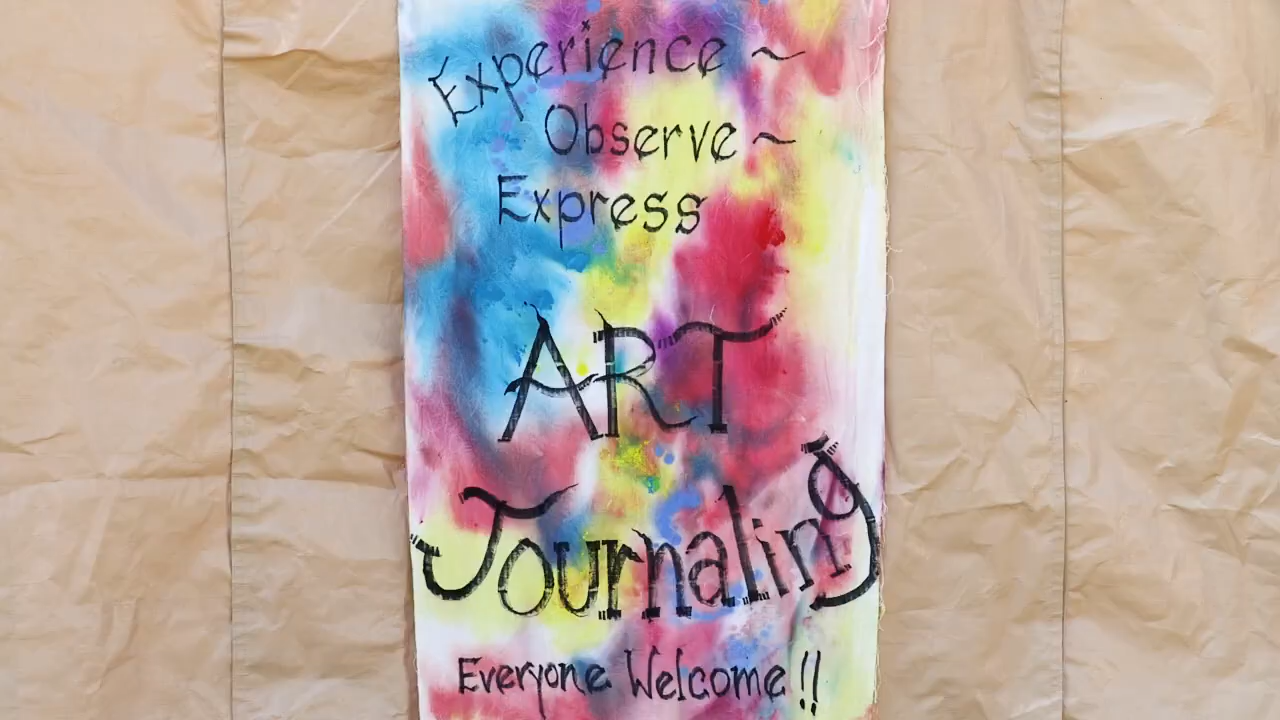 Experience ~
Observe ~
Express
ART
Journaling
Everyone Welcome!!